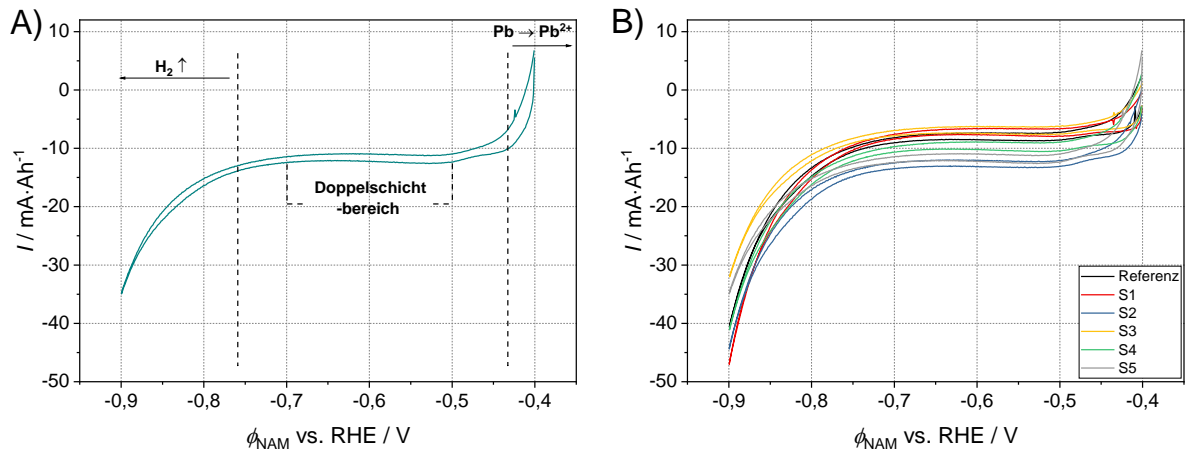 A)
H₂ ↑
Pb → Pb²⁺
Doppelschicht
-bereich
10
0
-10
-20
-30
-40
-50
I / mA·Ah⁻¹
-0,9
-0,8
-0,7
-0,6
-0,5
-0,4
ϕNAM vs. RHE / V
B)
10
0
-10
-20
-30
-40
-50
I / mA·Ah⁻¹
Referenz
S1
S2
S3
S4
S5
-0,9
-0,8
-0,7
-0,6
-0,5
-0,4
ϕNAM vs. RHE / V